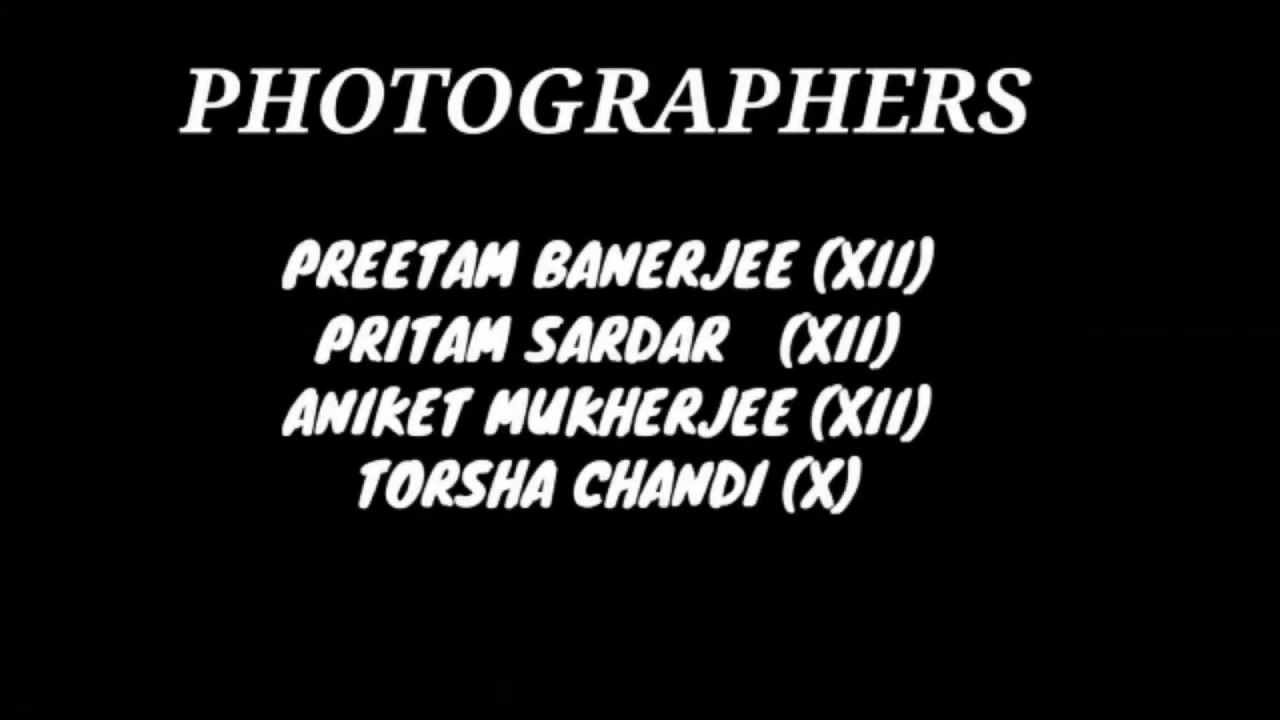 PHOTOGRAPHERS
PREETAM BANERJEE (XII)
PRITAM SARDAR (XII)
ANIKET MUKHERJEE (XII)
TORSHA CHANDI (X)